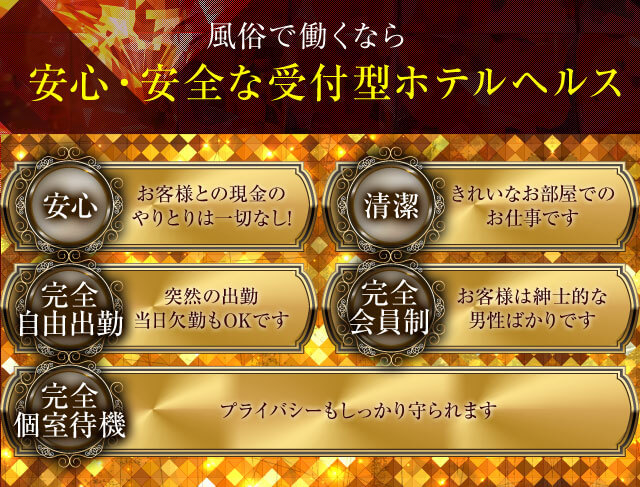 風俗で働くなら
安心・安全な受付型ホテルヘルス
安心
お客様との現金の
やりとりは一切なし!
清潔
きれいなお部屋での
お仕事です
完全
自由出勤
突然の出勤
当日欠勤もOKです
完全
会員制
お客様は紳士的な
男性ばかりです
完全
個室待機
プライバシーもしっかり守られます